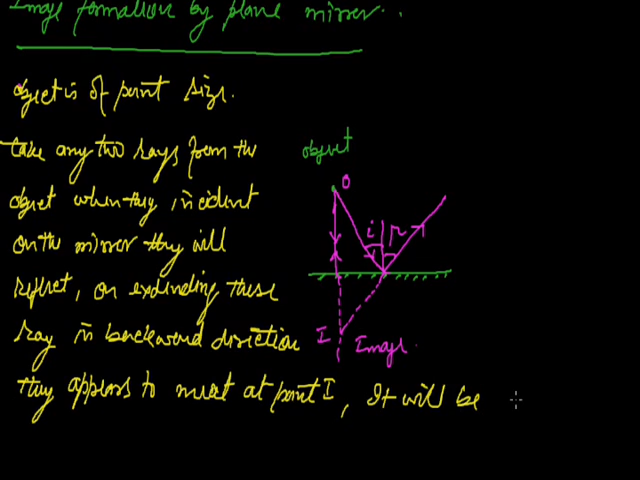 Image formation by plane mirror.
object is of point size.
take any two rays from the
object when they incident
on the mirror they will
reflect, on extending these
ray in backward direction
they appears to meet at point I, It will be
object
O
i
r
I
Image